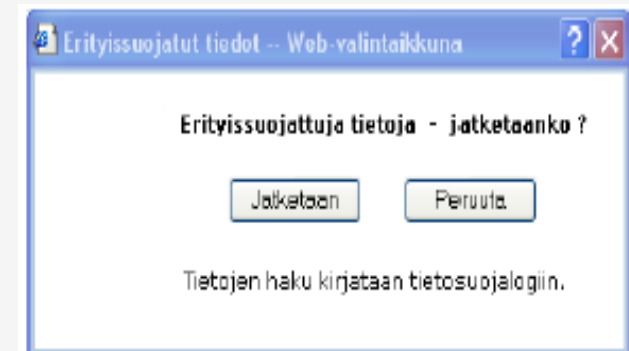 Erityissuojatut tiedot -- Web-valintaikkuna
Erityissuojattuja tietoja - jatketaanko ?
Jatketaan Peruuta
Tietojen haku kirjataan tietosuojalogiin.